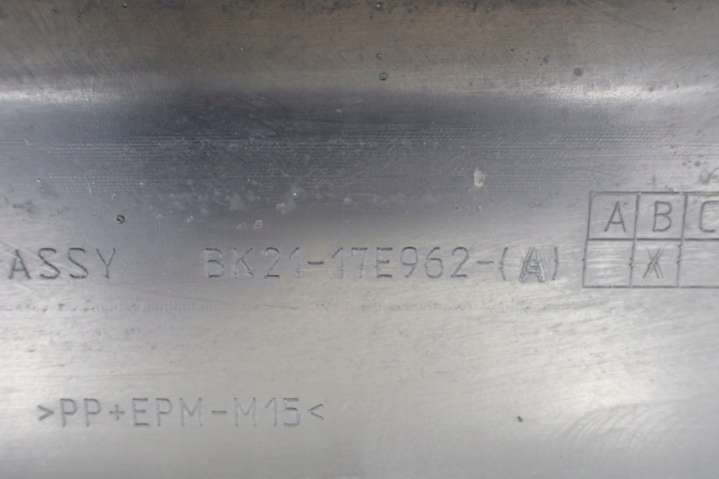 A B C
ASSY BK21-17E962-(A) X
>PP+EPM-M15<